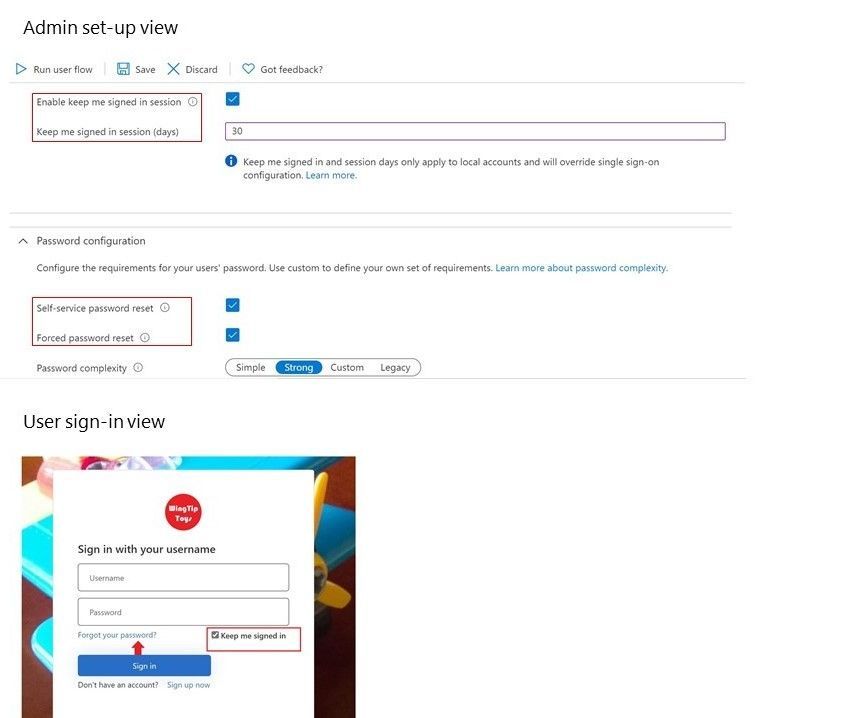 Admin set-up view
Run user flow Save Discard Got feedback?
Enable keep me signed in session
Keep me signed in session (days) 30
Keep me signed in and session days only apply to local accounts and will override single sign-on
configuration. Learn more.
Password configuration
Configure the requirements for your users' password. Use custom to define your own set of requirements. Learn more about password complexity.
Self-service password reset
Forced password reset
Password complexity Simple Strong Custom Legacy
User sign-in view
WingTip
Toys
Sign in with your username
Username
Password
Forgot your password? Keep me signed in
Sign in
Don't have an account? Sign up now